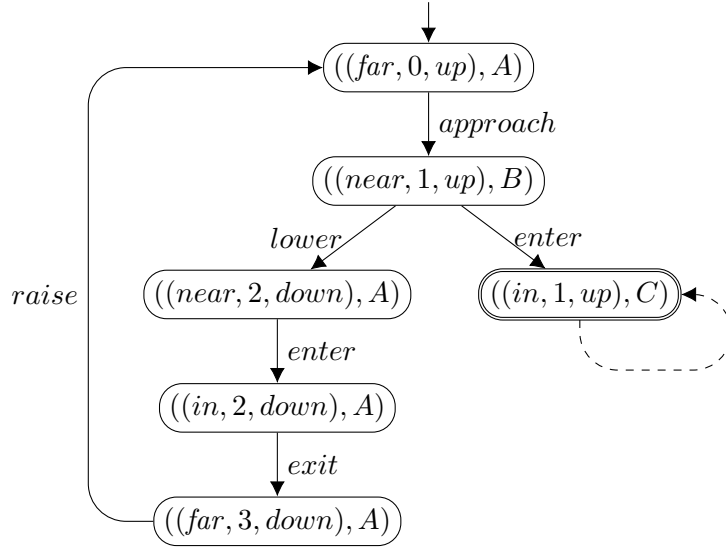 ((far, 0, up), A)
approach
((near, 1, up), B)
lower
enter
((near, 2, down), A)
((in, 1, up), C)
raise
enter
((in, 2, down), A)
exit
((far, 3, down), A)